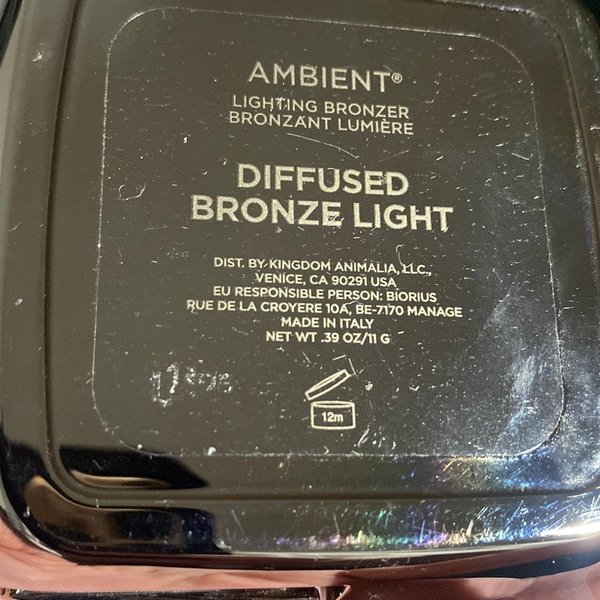 AMBIENT®
LIGHTING BRONZER
BRONZANT LUMIÈRE
DIFFUSED
BRONZE LIGHT
DIST. BY KINGDOM ANIMALIA, LLC.,
VENICE, CA 90291 USA
EU RESPONSIBLE PERSON: BIORIUS
RUE DE LA CROYERE 10A, BE-7170 MANAGE
MADE IN ITALY
NET WT .39 OZ/11 G
12m